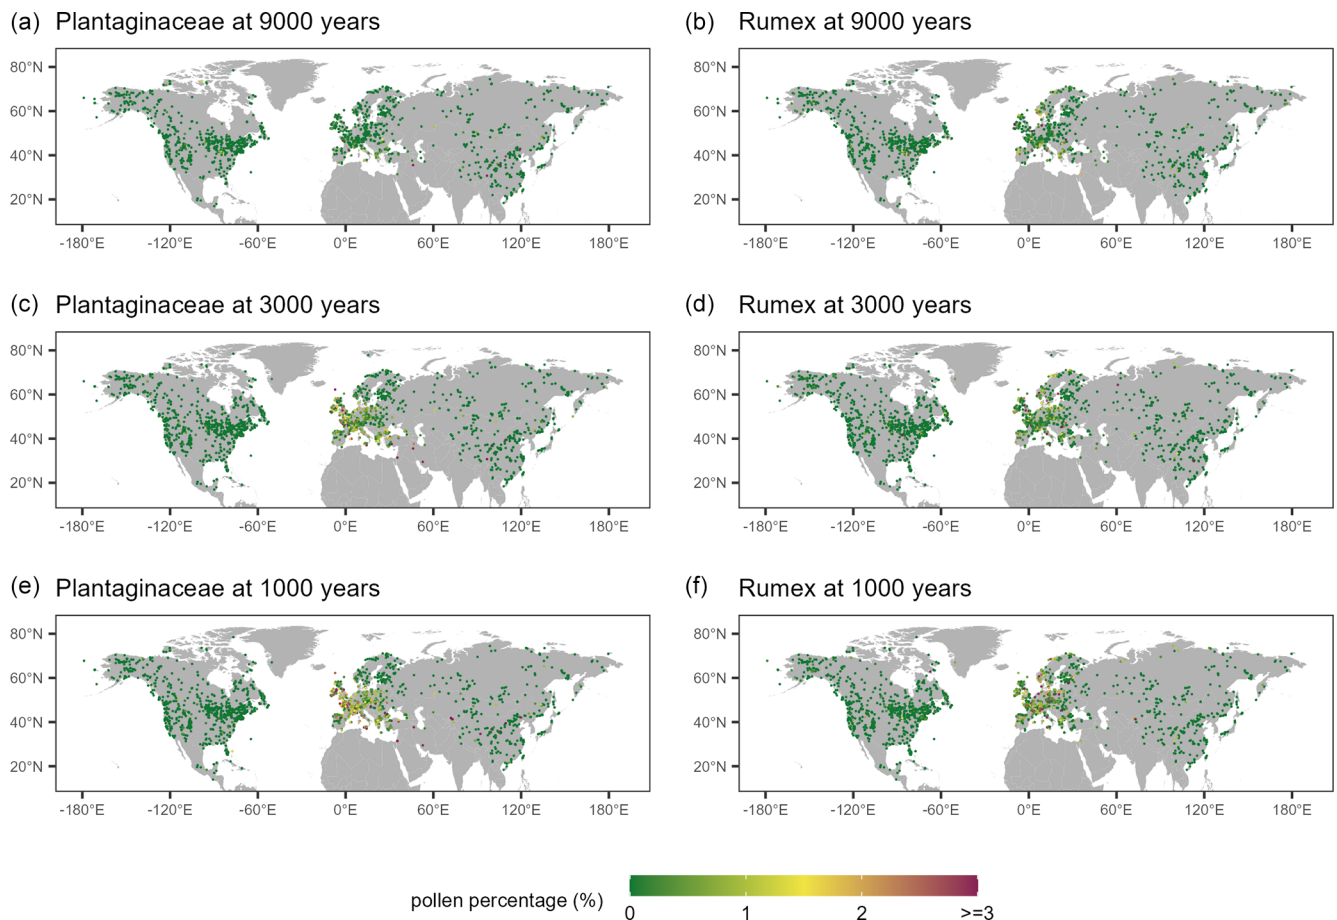 (a) Plantaginaceae at 9000 years
(b) Rumex at 9000 years
80°N
60°N
40°N
20°N
-180°E -120°E -60°E 0°E 60°E 120°E 180°E
80°N
60°N
40°N
20°N
-180°E -120°E -60°E 0°E 60°E 120°E 180°E
(c) Plantaginaceae at 3000 years
(d) Rumex at 3000 years
80°N
60°N
40°N
20°N
-180°E -120°E -60°E 0°E 60°E 120°E 180°E
80°N
60°N
40°N
20°N
-180°E -120°E -60°E 0°E 60°E 120°E 180°E
(e) Plantaginaceae at 1000 years
(f) Rumex at 1000 years
80°N
60°N
40°N
20°N
-180°E -120°E -60°E 0°E 60°E 120°E 180°E
80°N
60°N
40°N
20°N
-180°E -120°E -60°E 0°E 60°E 120°E 180°E
pollen percentage (%)
0 1 2 >=3